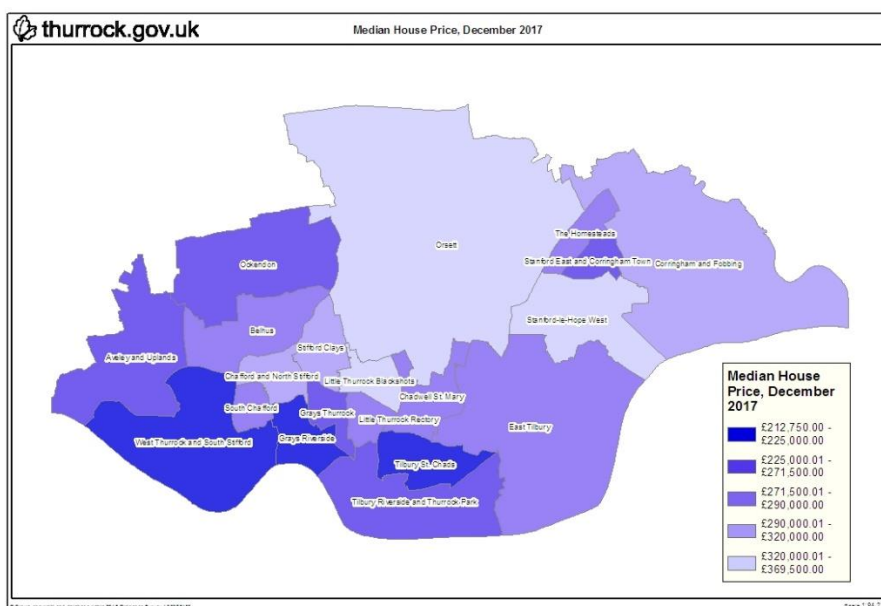 thurrock.gov.uk
Median House Price, December 2017
Orsett
The Homesteads
Stanford East and Corringham Town
Corringham and Fobbing
Ockendon
Stanford-le-Hope West
Belhus
Stifford Clays
Aveley and Uplands
Chafford and North Stifford
Little Thurrock Blackshots
Chadwell St. Mary
South Chafford
Grays Thurrock
Little Thurrock Rectory
East Tilbury
West Thurrock and South Stifford
Grays Riverside
Tilbury St. Chads
Tilbury Riverside and Thurrock Park
Median House
Price, December
2017
£212,750.00 -
£225,000.00
£225,000.01 -
£271,500.00
£271,500.01 -
£290,000.00
£290,000.01 -
£320,000.00
£320,000.01 -
£369,500.00